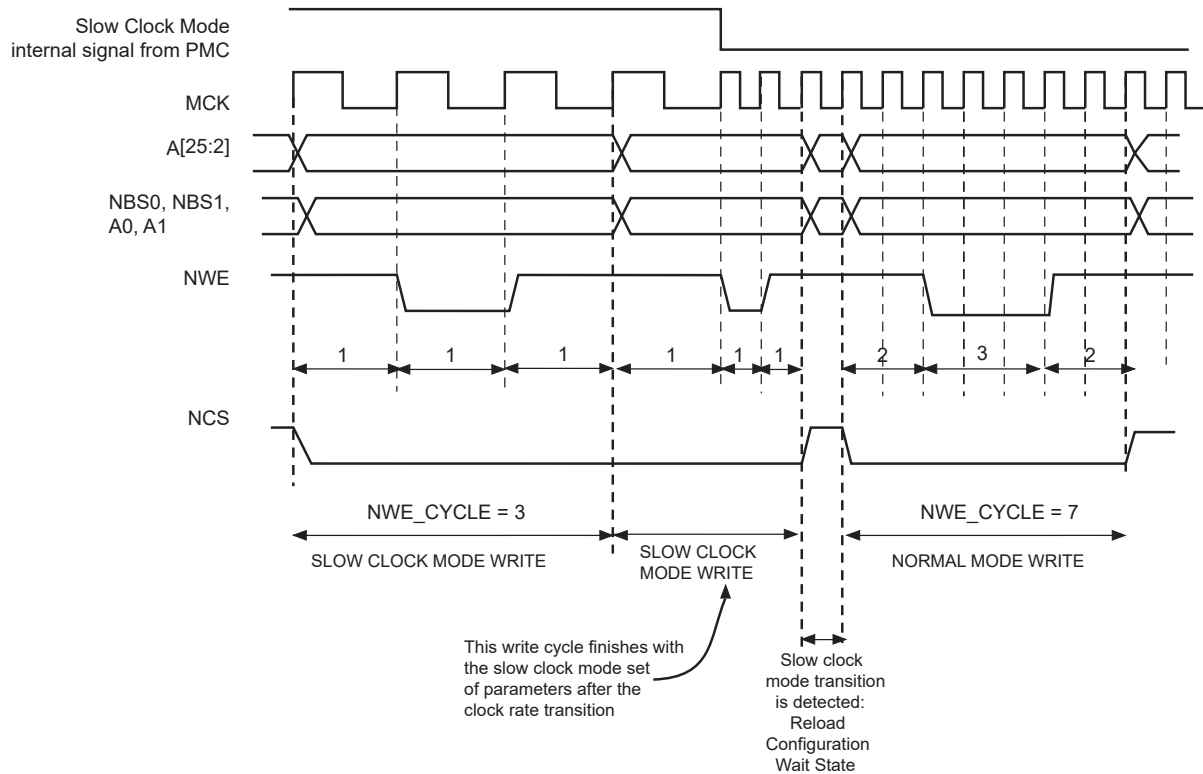 Slow Clock Mode
internal signal from PMC
MCK
A[25:2]
NBS0, NBS1,
A0, A1
NWE
1 1 1 1 1 1 2 3 2
NCS
NWE_CYCLE = 3
NWE_CYCLE = 7
SLOW CLOCK MODE WRITE
SLOW CLOCK
MODE WRITE
NORMAL MODE WRITE
This write cycle finishes with
the slow clock mode set
of parameters after the
clock rate transition
Slow clock
mode transition
is detected:
Reload
Configuration
Wait State